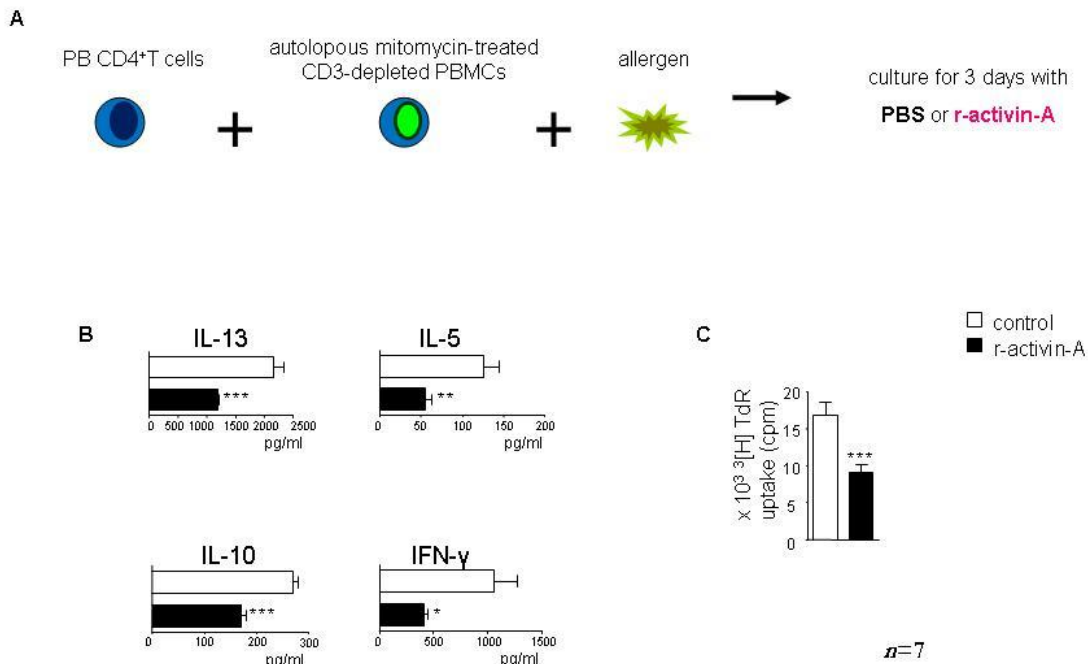 A
PB CD4+T cells
autolopous mitomycin-treated
CD3-depleted PBMCs
allergen
culture for 3 days with
PBS or r-activin-A
B
IL-13
***
0 500 1000 1500 2000 2500
pg/ml
IL-5
**
0 50 100 150 200
pg/ml
IL-10
***
0 100 200 300
pg/ml
IFN-γ
*
0 500 1000 1500
pg/ml
C
control
r-activin-A
x 10³ ³[H] TdR
uptake (cpm)
20
15
10
5
0
***
n=7